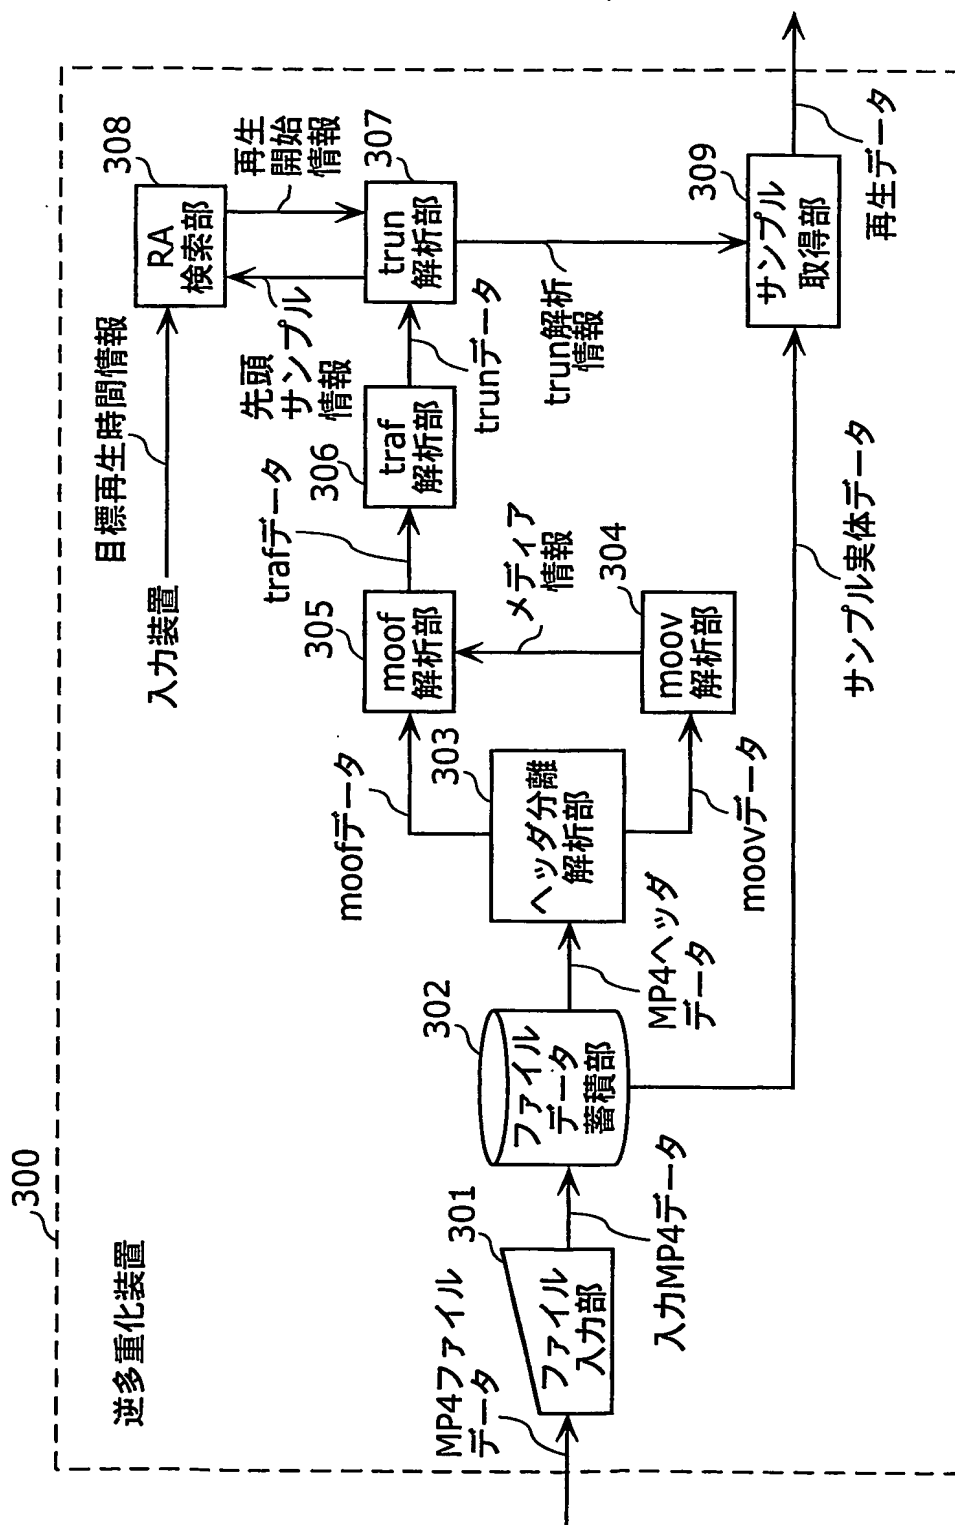 300
逆多重化装置
MP4ファイル
データ
301
ファイル
入力部
入力MP4データ
302
ファイル
データ
蓄積部
MP4ヘッダ
データ
303
ヘッダ分離
解析部
moofデータ
moovデータ
304
moov
解析部
メディア
情報
305
moof
解析部
trafデータ
306
traf
解析部
trunデータ
307
trun
解析部
先頭
サンプル
情報
再生
開始
情報
308
RA
検索部
入力装置
目標再生時間情報
trun解析
情報
サンプル実体データ
309
サンプル
取得部
再生データ